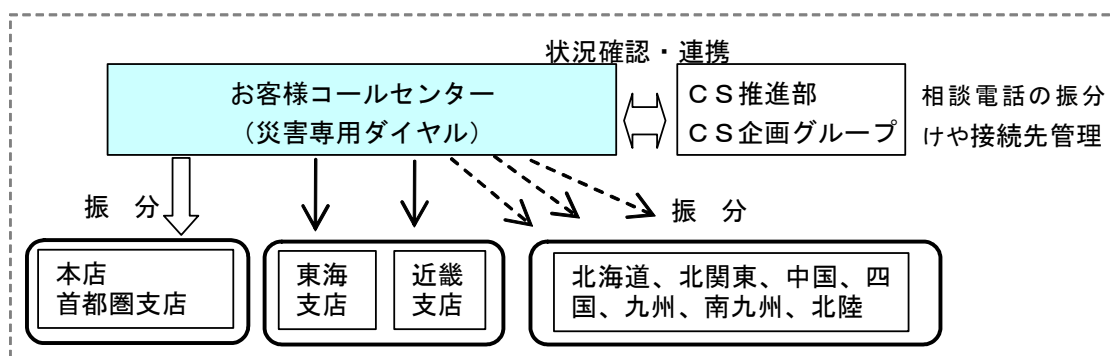 状況確認・連携
お客様コールセンター
（災害専用ダイヤル）
ＣＳ推進部
ＣＳ企画グループ
相談電話の振分
けや接続先管理
振　分
振　分
本店
首都圏支店
東海
支店
近畿
支店
北海道、北関東、中国、四
国、九州、南九州、北陸